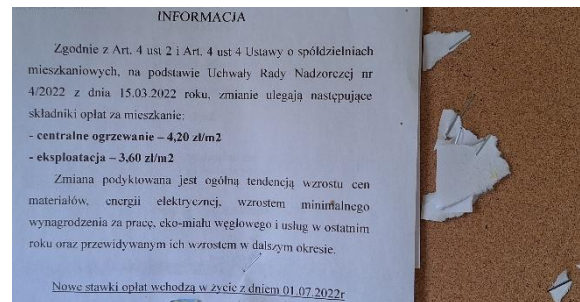 INFORMACJA
Zgodnie z Art. 4 ust 2 i Art. 4 ust 4 Ustawy o spółdzielniach
mieszkaniowych, na podstawie Uchwały Rady Nadzorczej nr
4/2022 z dnia 15.03.2022 roku, zmianie ulegają następujące
składniki opłat za mieszkanie:
- centralne ogrzewanie – 4,20 zł/m2
- eksploatacja – 3,60 zł/m2
Zmiana podyktowana jest ogólną tendencją wzrostu cen
materiałów, energii elektrycznej, wzrostem minimalnego
wynagrodzenia za pracę, eko-miału węglowego i usług w ostatnim
roku oraz przewidywanym ich wzrostem w dalszym okresie.
Nowe stawki opłat wchodzą w życie z dniem 01.07.2022r